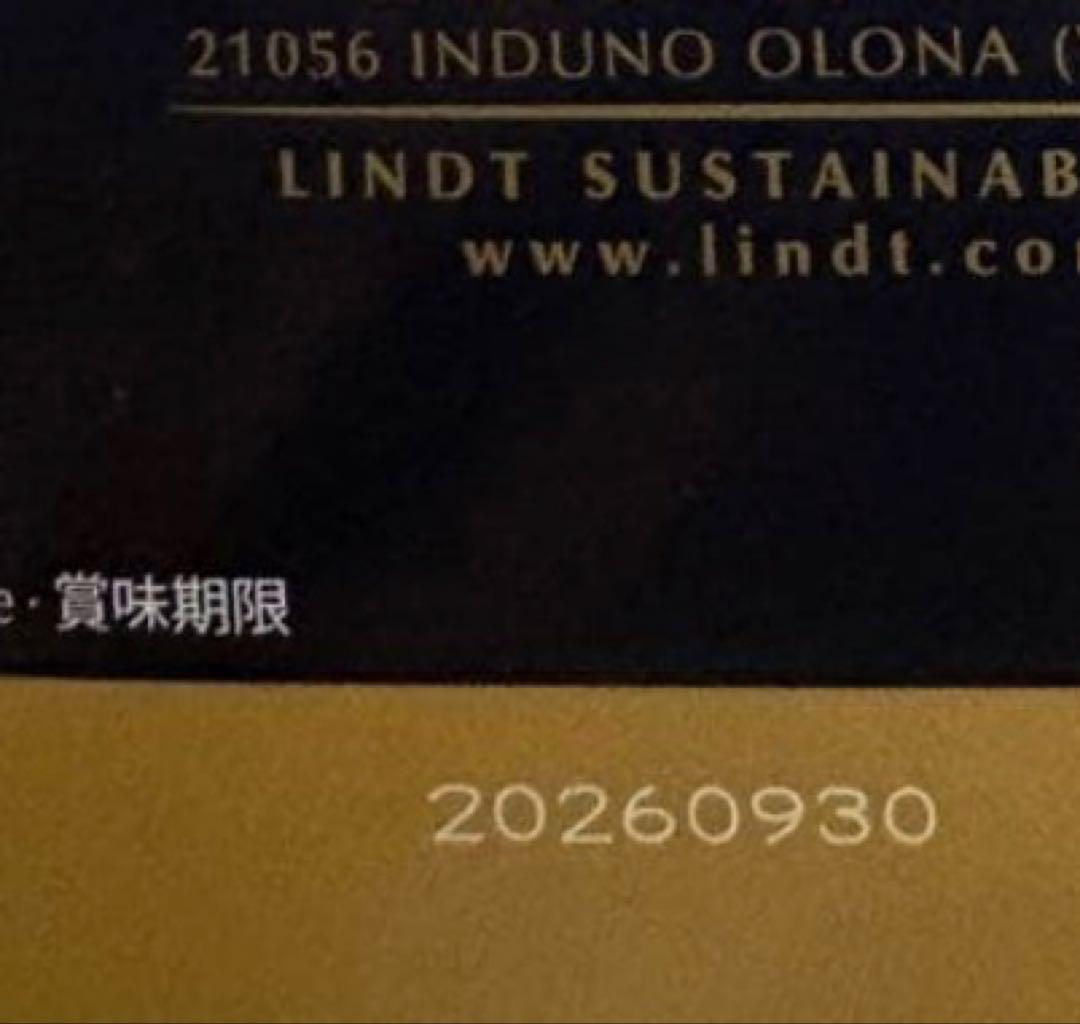 21056 INDUNO OLONA (
LINDT SUSTAINAB
www.lindt.co
e · 賞味期限
20260930